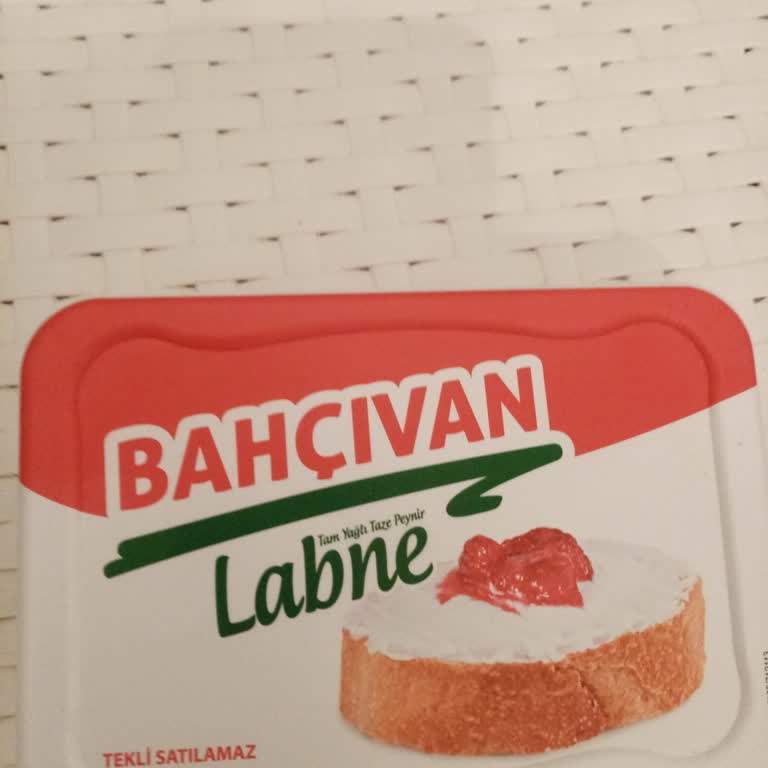 BAHÇIVAN
Tam Yağlı Taze Peynir
Labne
TEKLİ SATILAMAZ